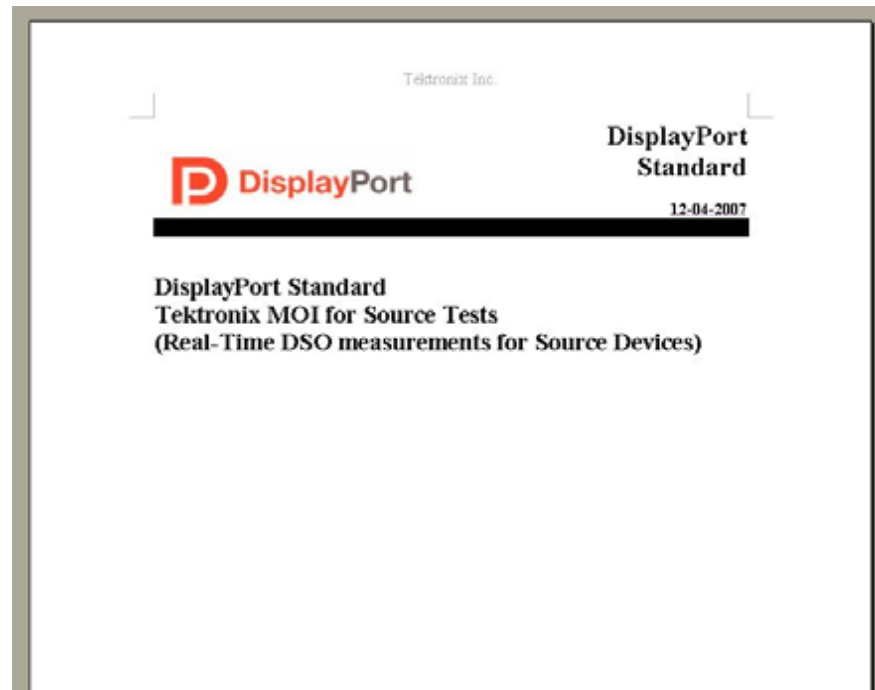 Tektronix Inc.
DisplayPort
Standard
DisplayPort
12-04-2007
DisplayPort Standard
Tektronix MOI for Source Tests
(Real-Time DSO measurements for Source Devices)